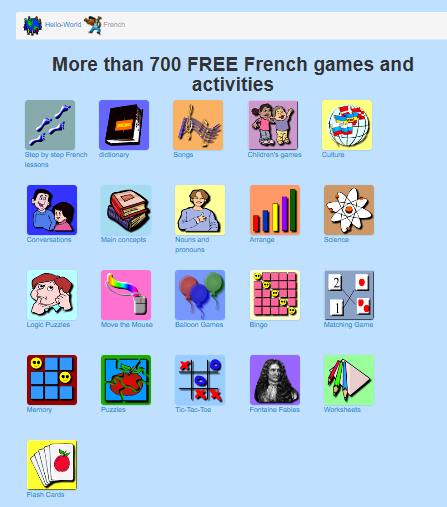 Hello-World French
More than 700 FREE French games and
activities
Step by step French
lessons
dictionary
Songs
Children's games
Culture
Conversations
Main concepts
Nouns and
pronouns
Arrange
Science
Logic Puzzles
Move the Mouse
Balloon Games
Bingo
2
1
Matching Game
Memory
Puzzles
Tic-Tac-Toe
Fontaine Fables
Worksheets
Flash Cards